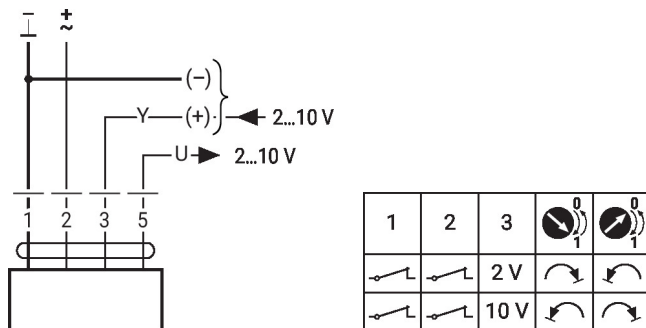 − +
⊥ ~
(−)
Y (+) 2...10 V
U 2...10 V
1 2 3 5
1 2 3 0 1 0 1
2 V
10 V